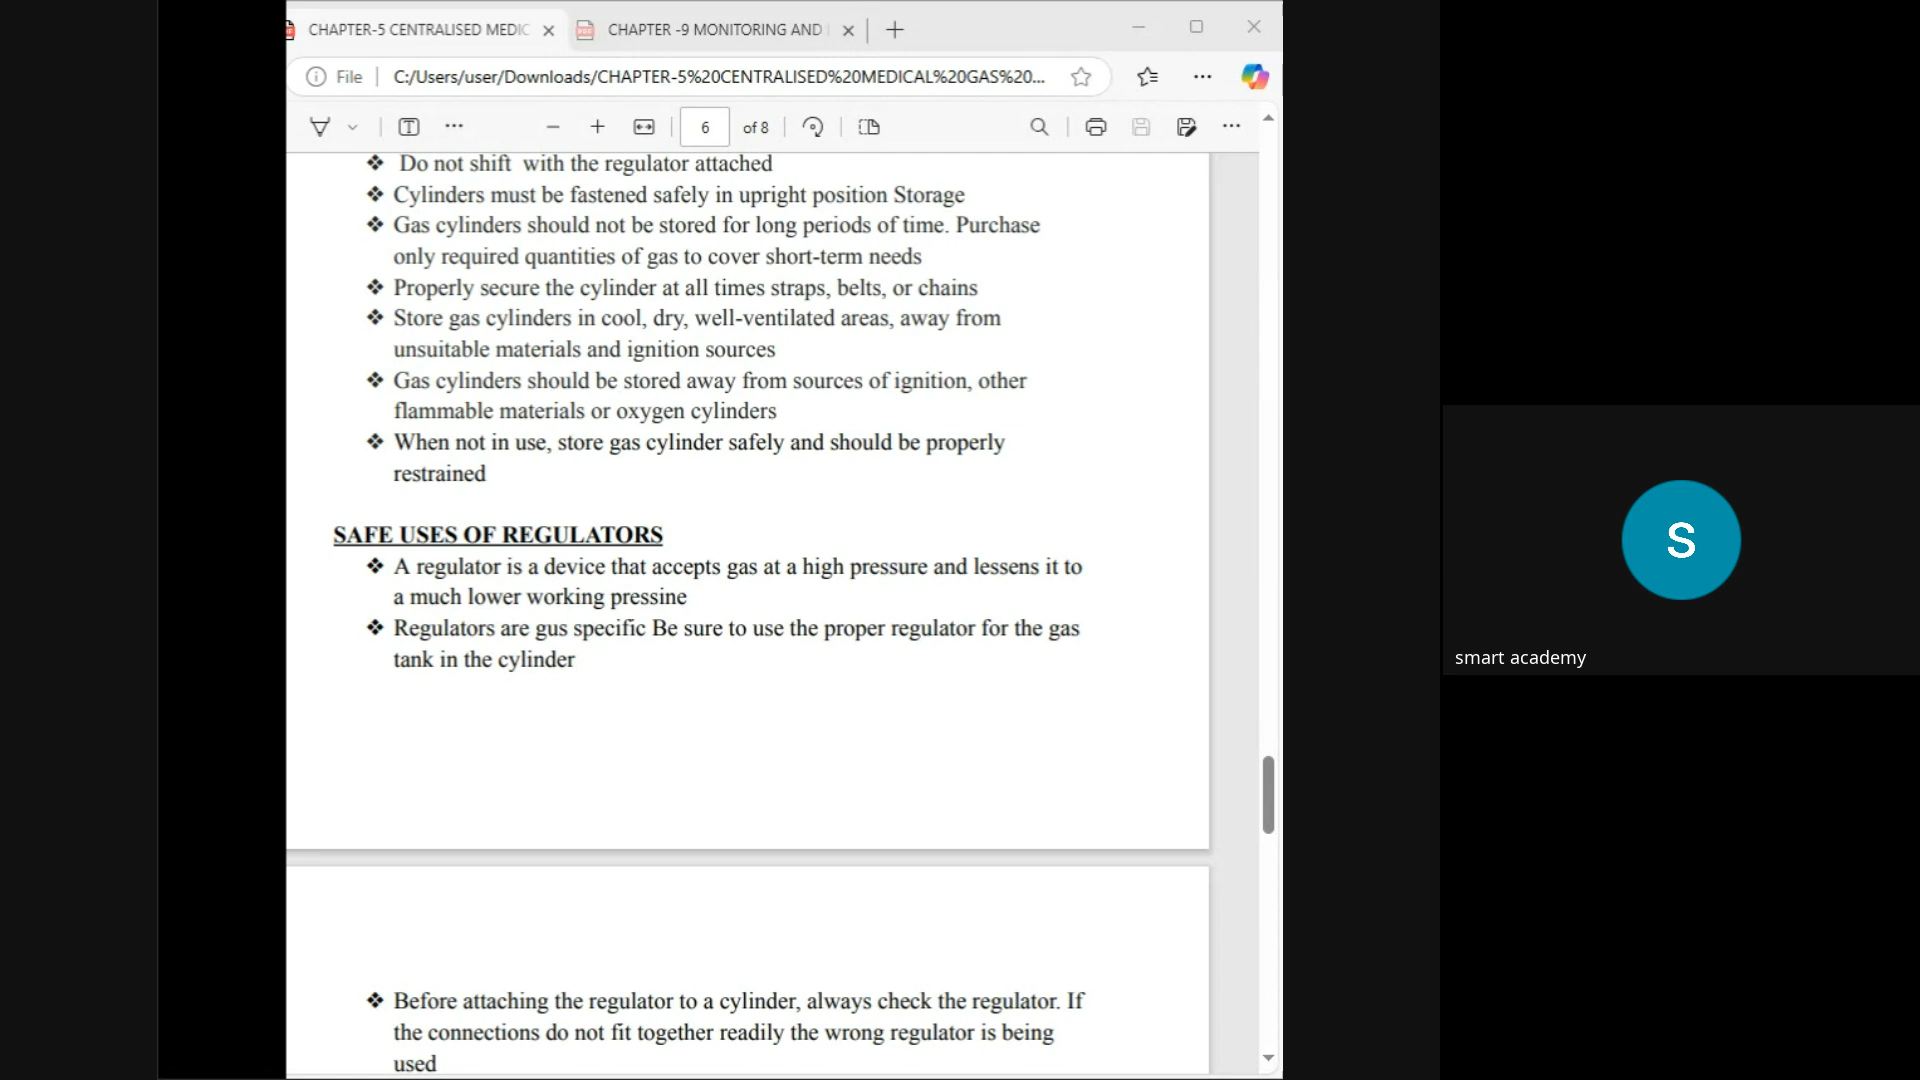 CHAPTER-5 CENTRALISED MEDIC
CHAPTER -9 MONITORING AND
File
C:/Users/user/Downloads/CHAPTER-5%20CENTRALISED%20MEDICAL%20GAS%20...
6 of 8
❖ Do not shift with the regulator attached
❖ Cylinders must be fastened safely in upright position Storage
❖ Gas cylinders should not be stored for long periods of time. Purchase
only required quantities of gas to cover short-term needs
❖ Properly secure the cylinder at all times straps, belts, or chains
❖ Store gas cylinders in cool, dry, well-ventilated areas, away from
unsuitable materials and ignition sources
❖ Gas cylinders should be stored away from sources of ignition, other
flammable materials or oxygen cylinders
❖ When not in use, store gas cylinder safely and should be properly
restrained
SAFE USES OF REGULATORS
❖ A regulator is a device that accepts gas at a high pressure and lessens it to
a much lower working pressine
❖ Regulators are gus specific Be sure to use the proper regulator for the gas
tank in the cylinder
❖ Before attaching the regulator to a cylinder, always check the regulator. If
the connections do not fit together readily the wrong regulator is being
used
S
smart academy